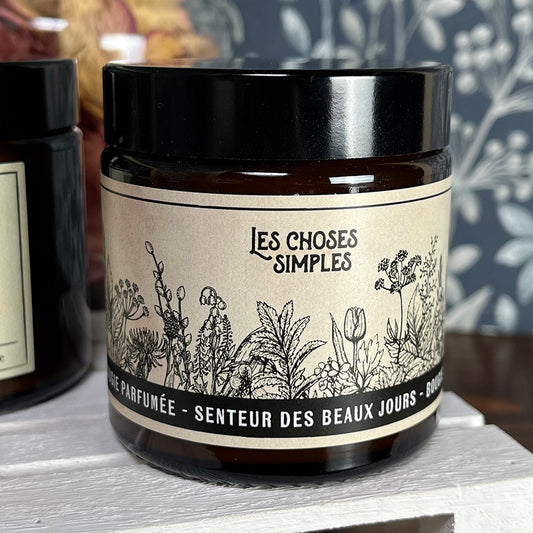 LES CHOSES
SIMPLES
PARFUMÉE - SENTEUR DES BEAUX JOURS -